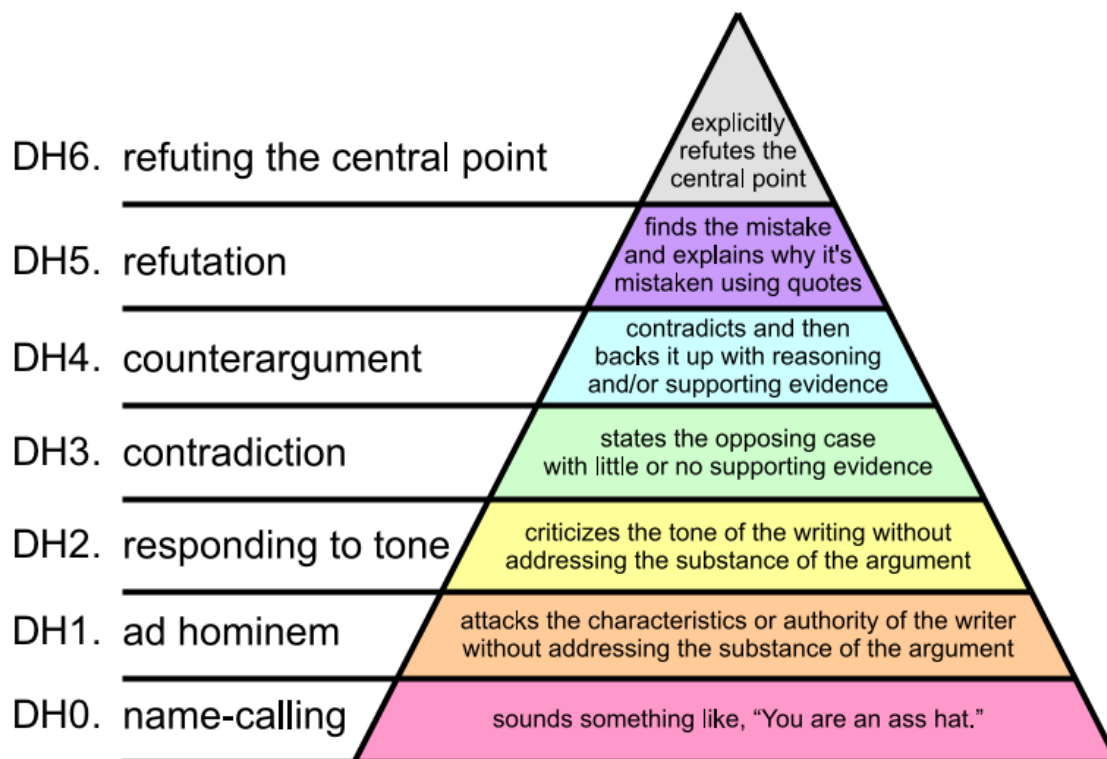 DH6. refuting the central point
explicitly
refutes the
central point
DH5. refutation
finds the mistake
and explains why it's
mistaken using quotes
DH4. counterargument
contradicts and then
backs it up with reasoning
and/or supporting evidence
DH3. contradiction
states the opposing case
with little or no supporting evidence
DH2. responding to tone
criticizes the tone of the writing without
addressing the substance of the argument
DH1. ad hominem
attacks the characteristics or authority of the writer
without addressing the substance of the argument
DH0. name-calling
sounds something like, “You are an ass hat.”